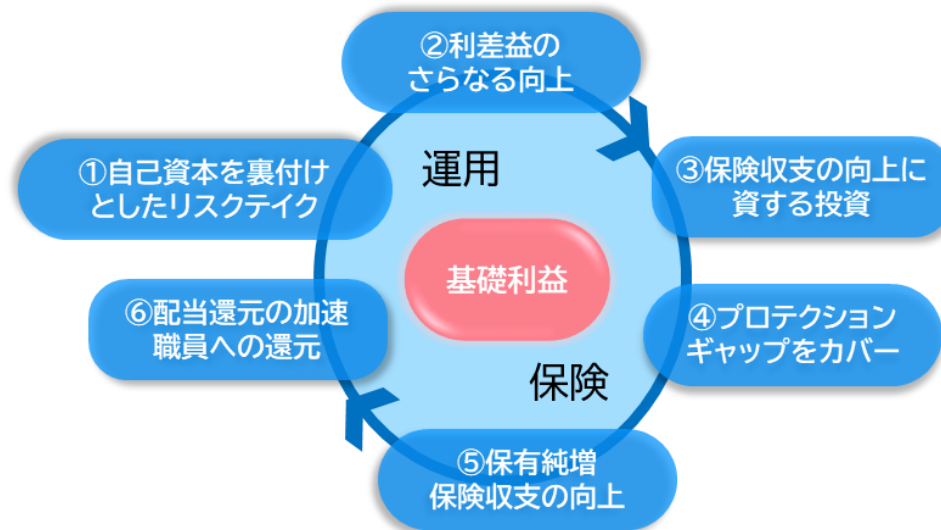 ②利差益の
さらなる向上
①自己資本を裏付け
としたリスクテイク
運用
③保険収支の向上に
資する投資
基礎利益
⑥配当還元の加速
職員への還元
④プロテクション
ギャップをカバー
保険
⑤保有純増
保険収支の向上